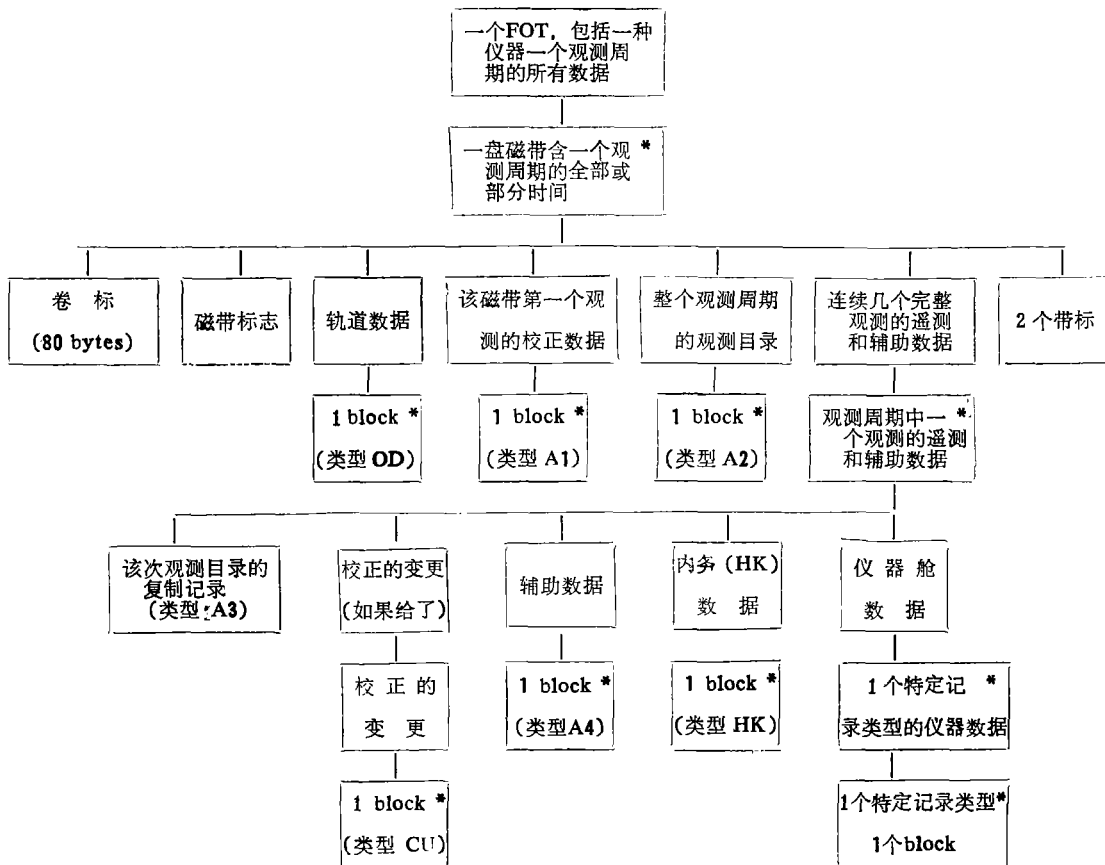 一个FOT，包括一种
仪器一个观测周
期的所有数据
一盘磁带含一个观 *
测周期的全部或
部分时间
卷 标
(80 bytes)
磁带标志
轨道数据
该磁带第一个观
测的校正数据
整个观测周期
的观测目录
连续几个完整
观测的遥测
和辅助数据
2个带标
1 block *
(类型 OD)
1 block *
(类型 A1)
1 block *
(类型 A2)
观测周期中一 *
个观测的遥测
和辅助数据
该次观测目录的
复制记录
(类型 A3)
校正的变更
(如果给了)
辅助数据
内务 (HK)
数 据
仪 器 舱
数 据
校 正 的
变 更
1 block *
(类型A4)
1 block *
(类型 HK)
1个特定记 *
录类型的仪器数据
1 block *
(类型 CU)
1个特定记录类型*
1个block